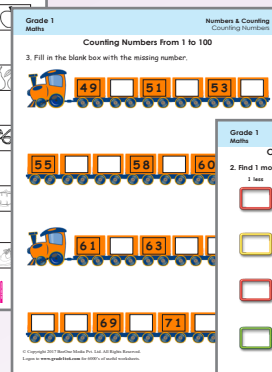 Grade 1
Maths
Numbers & Counting
Counting Numbers
Counting Numbers From 1 to 100
3. Fill in the blank box with the missing number.
49 51 53
55 58 60
61 63
69 71
© Copyright 2017 BeeOne Media Pvt. Ltd. All Rights Reserved.
Logon to www.grade1to6.com for 1000's of useful worksheets.
Grade 1
Maths
C
2. Find 1 mo
1 less